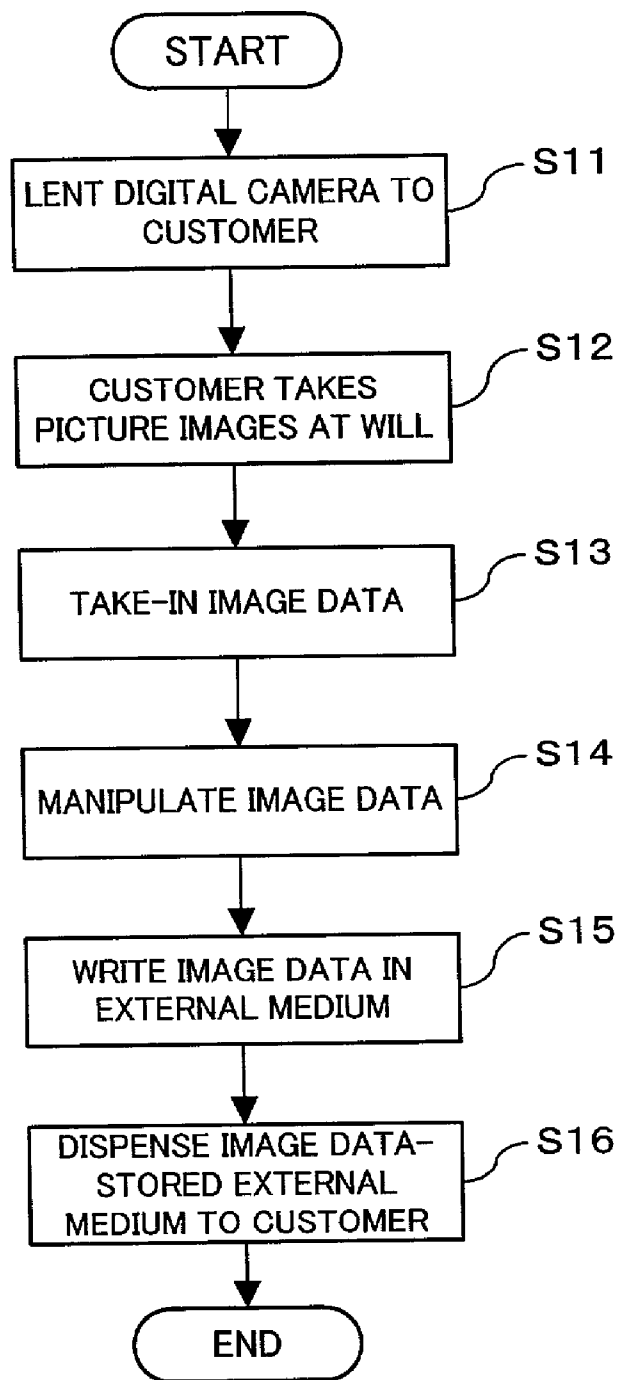 START
LENT DIGITAL CAMERA TO
CUSTOMER
S11
CUSTOMER TAKES
PICTURE IMAGES AT WILL
S12
TAKE-IN IMAGE DATA
S13
MANIPULATE IMAGE DATA
S14
WRITE IMAGE DATA IN
EXTERNAL MEDIUM
S15
DISPENSE IMAGE DATA-
STORED EXTERNAL
MEDIUM TO CUSTOMER
S16
END